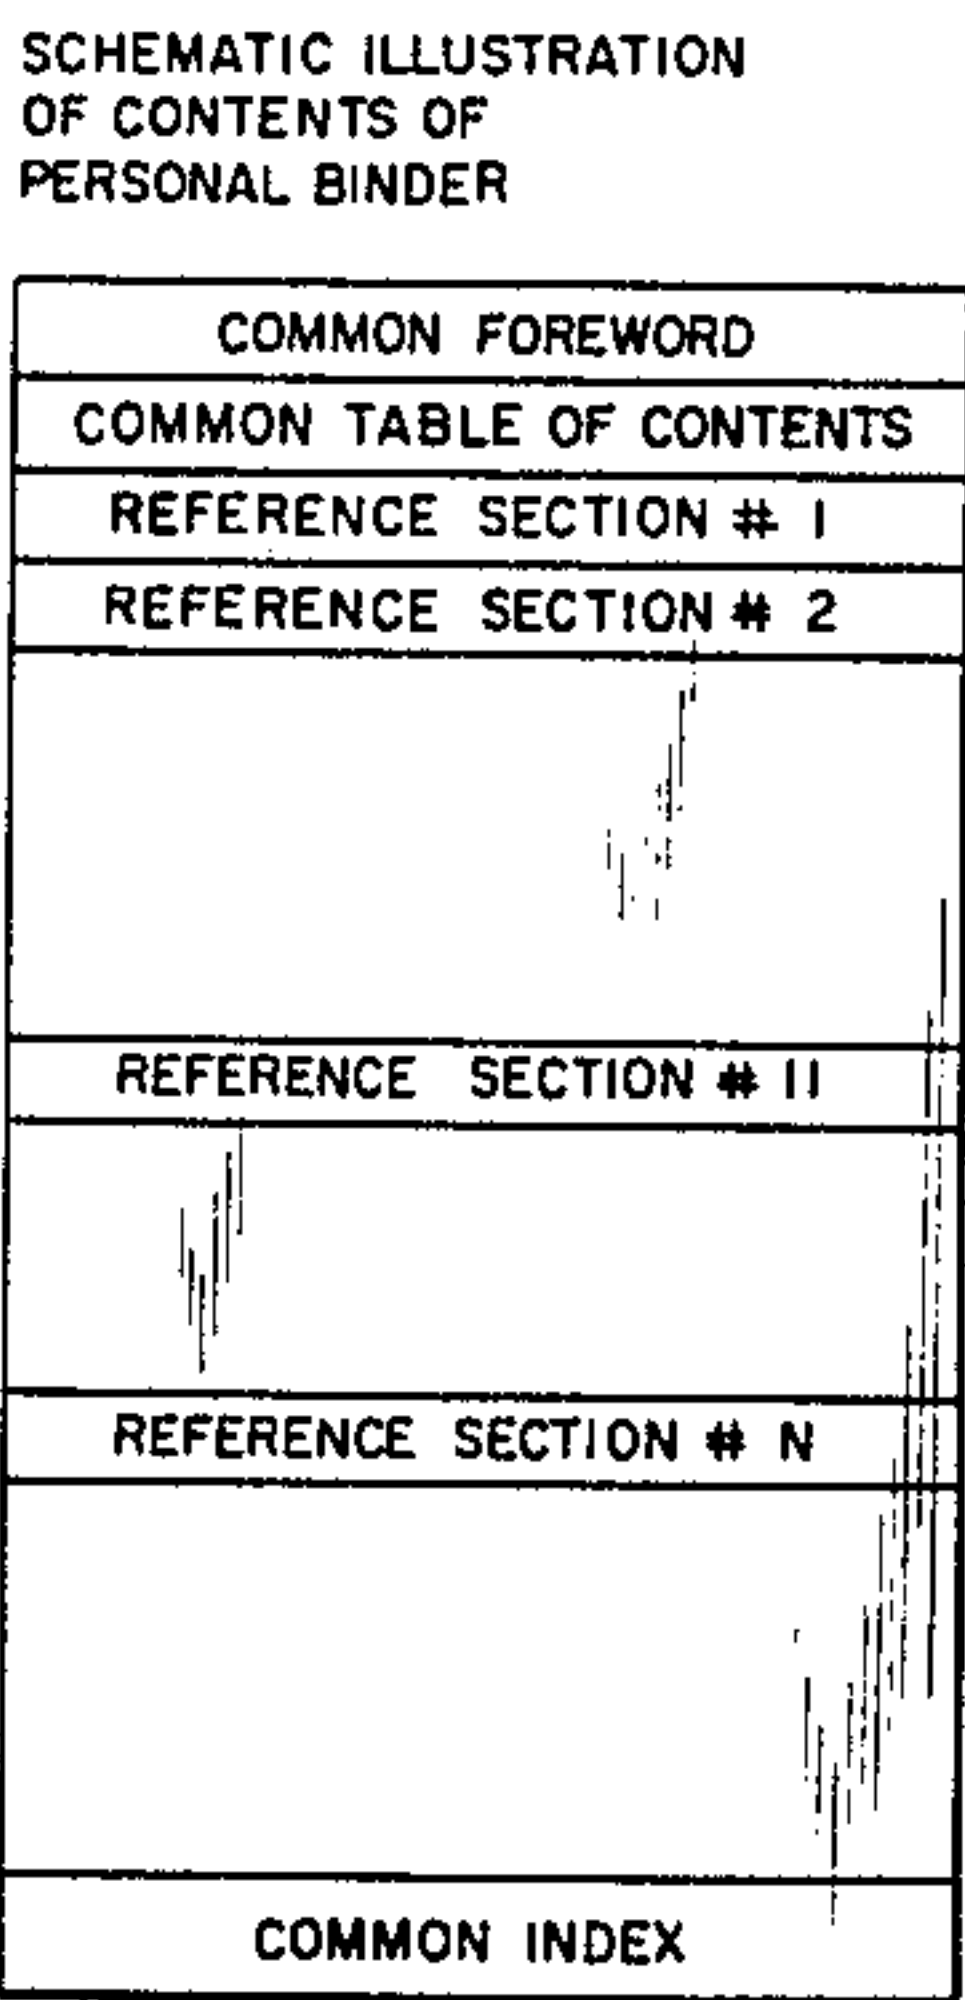 SCHEMATIC ILLUSTRATION
OF CONTENTS OF
PERSONAL BINDER
COMMON FOREWORD
COMMON TABLE OF CONTENTS
REFERENCE SECTION # 1
REFERENCE SECTION # 2
REFERENCE SECTION # 11
REFERENCE SECTION # N
COMMON INDEX